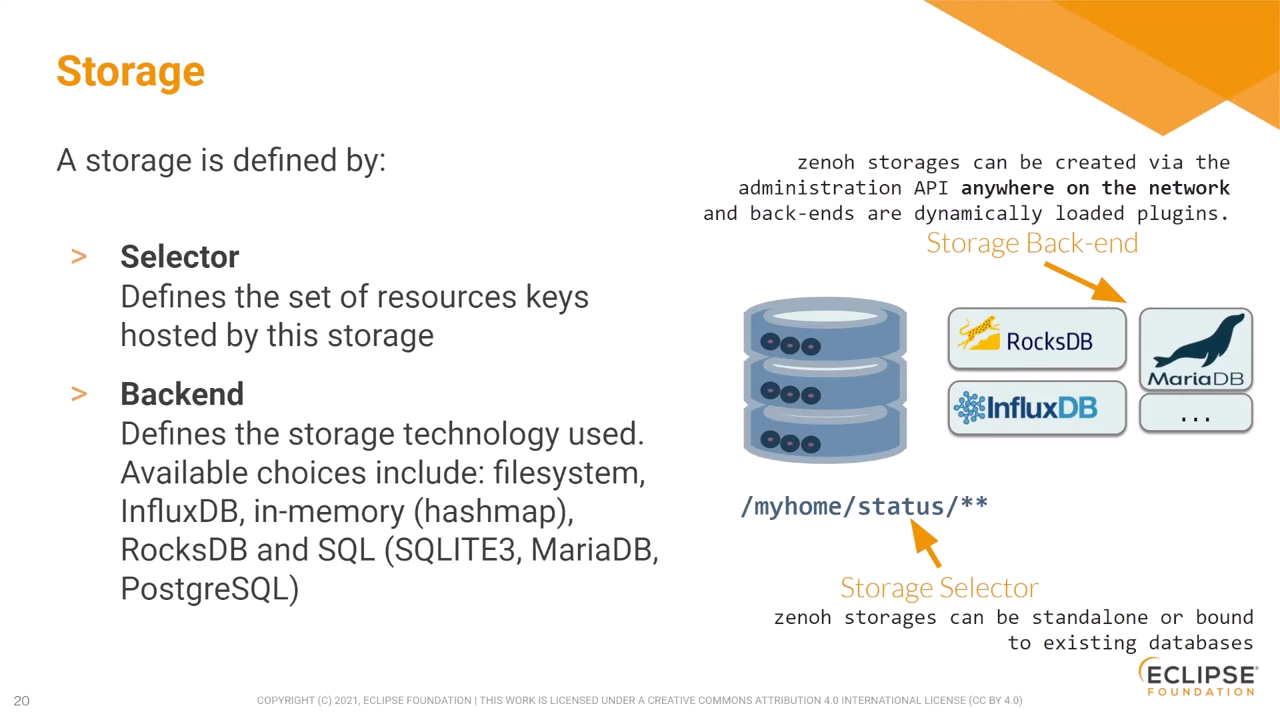 Storage
A storage is defined by:
> Selector
Defines the set of resources keys
hosted by this storage
> Backend
Defines the storage technology used.
Available choices include: filesystem,
InfluxDB, in-memory (hashmap),
RocksDB and SQL (SQLITE3, MariaDB,
PostgreSQL)
zenoh storages can be created via the
administration API anywhere on the network
and back-ends are dynamically loaded plugins.
Storage Back-end
RocksDB
MariaDB
InfluxDB
...
/myhome/status/**
Storage Selector
zenoh storages can be standalone or bound
to existing databases
ECLIPSE
FOUNDATION
20
COPYRIGHT (C) 2021, ECLIPSE FOUNDATION | THIS WORK IS LICENSED UNDER A CREATIVE COMMONS ATTRIBUTION 4.0 INTERNATIONAL LICENSE (CC BY 4.0)